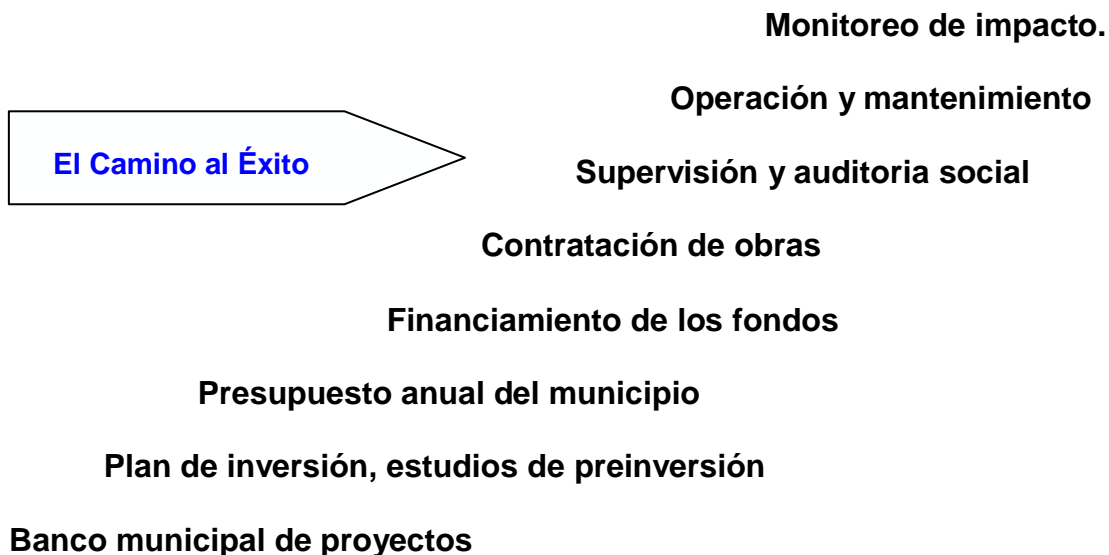 Monitoreo de impacto.
Operación y mantenimiento
El Camino al Éxito
Supervisión y auditoria social
Contratación de obras
Financiamiento de los fondos
Presupuesto anual del municipio
Plan de inversión, estudios de preinversión
Banco municipal de proyectos